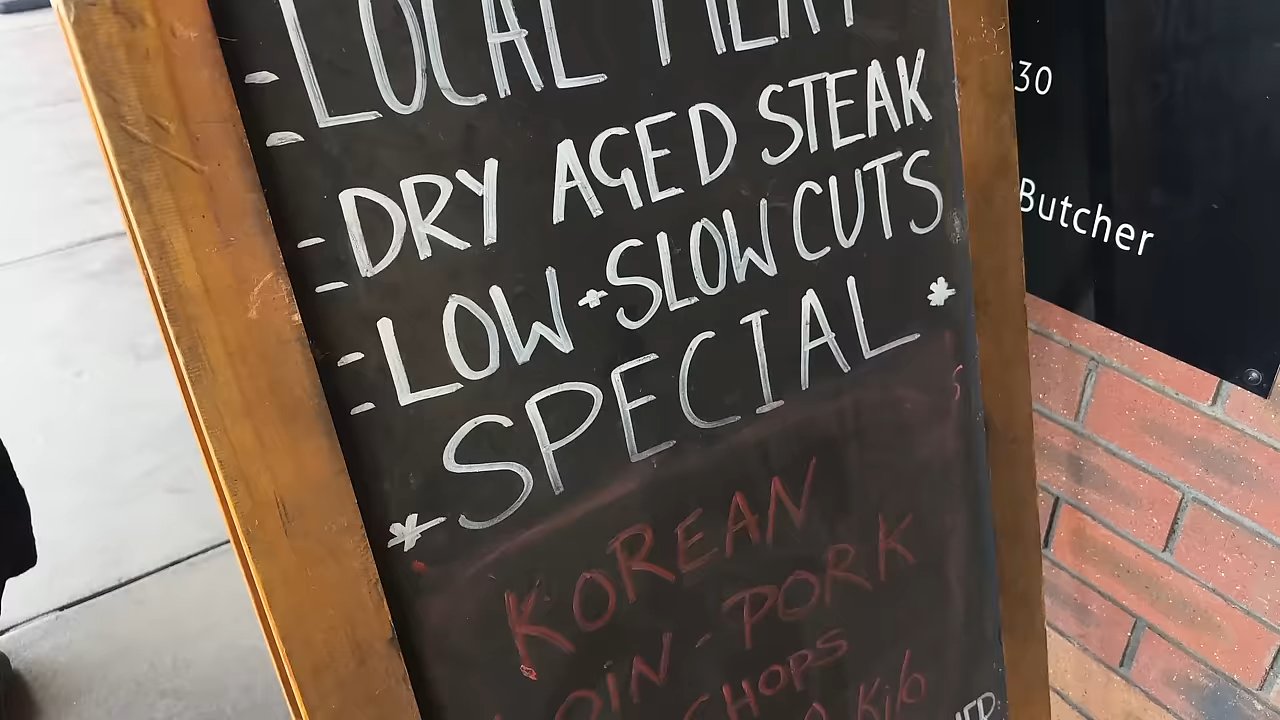 = LOCAL MEAT
= DRY AGED STEAK
= LOW + SLOW CUTS
* SPECIAL *
KOREAN
LOIN - PORK
CHOPS
Kilo
30
Butcher